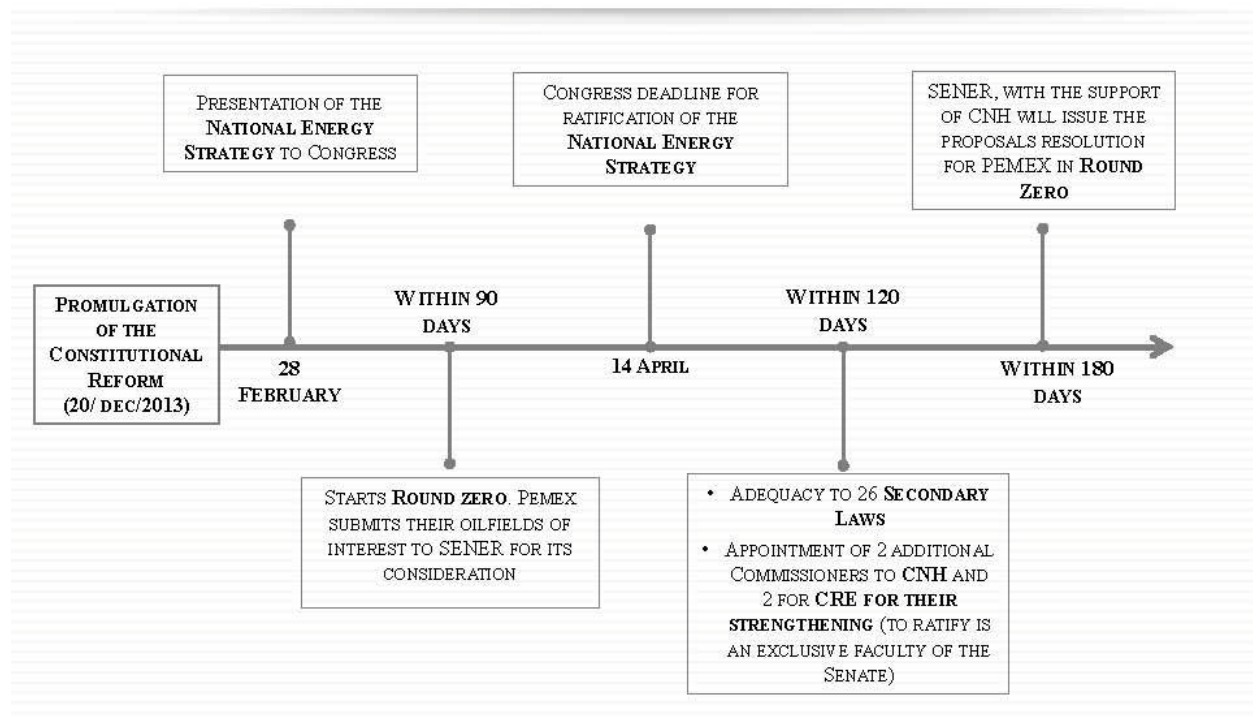 PRESENTATION OF THE
NATIONAL ENERGY
STRATEGY TO CONGRESS
CONGRESS DEADLINE FOR
RATIFICATION OF THE
NATIONAL ENERGY
STRATEGY
SENER, WITH THE SUPPORT
OF CNH WILL ISSUE THE
PROPOSALS RESOLUTION
FOR PEMEX IN ROUND
ZERO
PROMULGATION
OF THE
CONSTITUTIONAL
REFORM
(20/ DEC/2013)
28
FEBRUARY
WITHIN 90
DAYS
14 APRIL
WITHIN 120
DAYS
WITHIN 180
DAYS
STARTS ROUND ZERO. PEMEX
SUBMITS THEIR OILFIELDS OF
INTEREST TO SENER FOR ITS
CONSIDERATION
• ADEQUACY TO 26 SECONDARY
LAWS
• APPOINTMENT OF 2 ADDITIONAL
COMMISSIONERS TO CNH AND
2 FOR CRE FOR THEIR
STRENGTHENING (TO RATIFY IS
AN EXCLUSIVE FACULTY OF THE
SENATE)